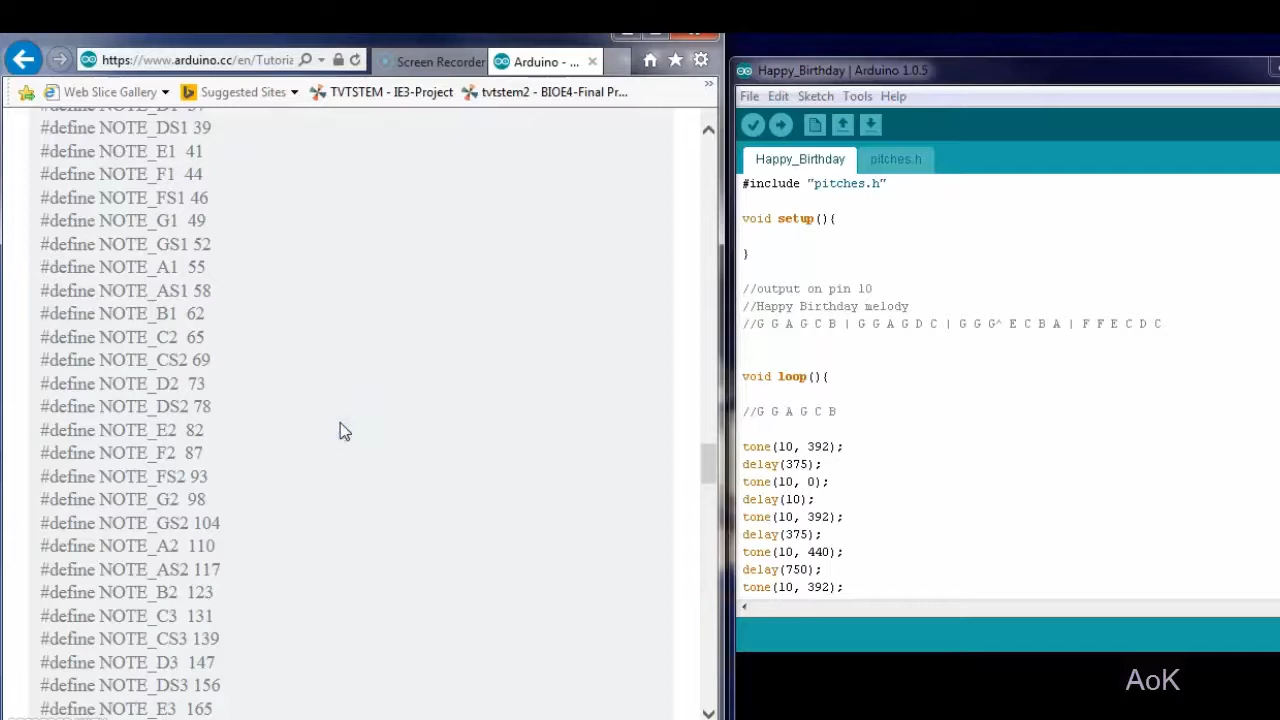 https://www.arduino.cc/en/Tutoria
Screen Recorder
Arduino - ...
Web Slice Gallery
Suggested Sites
TVTSTEM - IE3-Project
tvtstem2 - BIOE4-Final Pr...
#define NOTE_DS1 39
#define NOTE_E1 41
#define NOTE_F1 44
#define NOTE_FS1 46
#define NOTE_G1 49
#define NOTE_GS1 52
#define NOTE_A1 55
#define NOTE_AS1 58
#define NOTE_B1 62
#define NOTE_C2 65
#define NOTE_CS2 69
#define NOTE_D2 73
#define NOTE_DS2 78
#define NOTE_E2 82
#define NOTE_F2 87
#define NOTE_FS2 93
#define NOTE_G2 98
#define NOTE_GS2 104
#define NOTE_A2 110
#define NOTE_AS2 117
#define NOTE_B2 123
#define NOTE_C3 131
#define NOTE_CS3 139
#define NOTE_D3 147
#define NOTE_DS3 156
#define NOTE_E3 165
Happy_Birthday | Arduino 1.0.5
File Edit Sketch Tools Help
Happy_Birthday
pitches.h
#include "pitches.h"
void setup(){
}
//output on pin 10
//Happy Birthday melody
//G G A G C B | G G A G D C | G G G^ E C B A | F F E C D C
void loop(){
//G G A G C B
tone(10, 392);
delay(375);
tone(10, 0);
delay(10);
tone(10, 392);
delay(375);
tone(10, 440);
delay(750);
tone(10, 392);
AoK